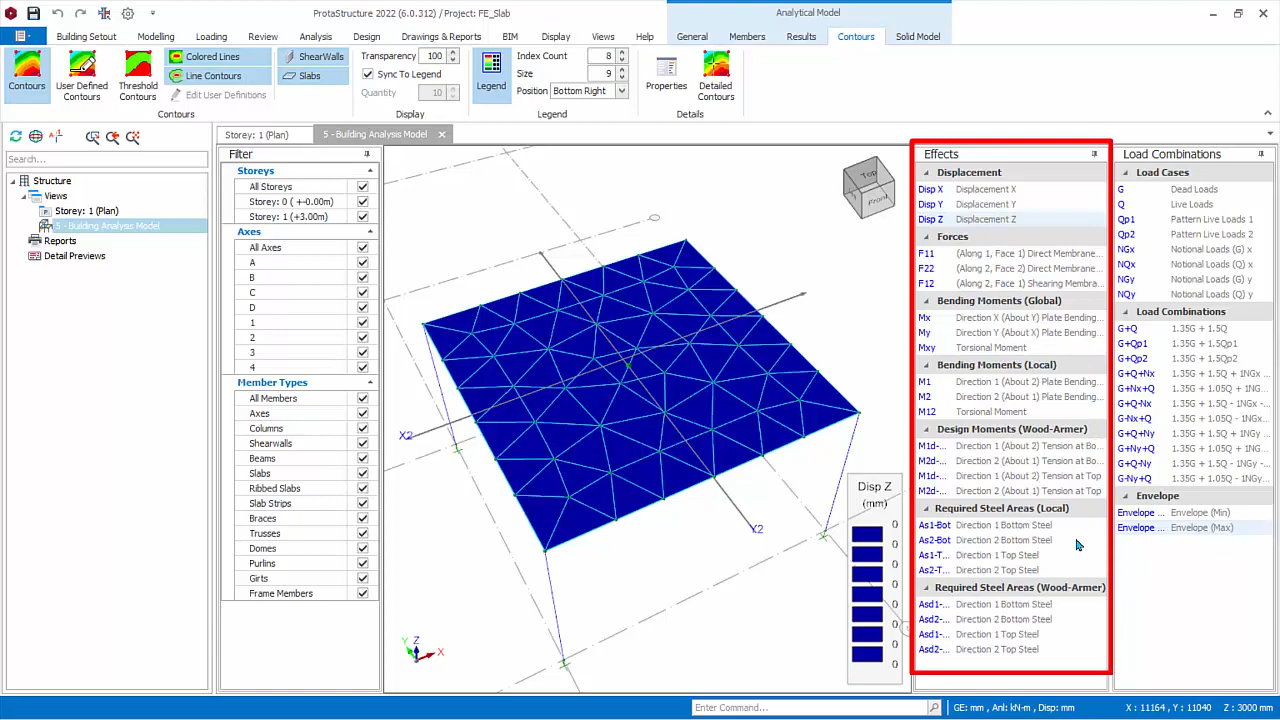 ProtaStructure 2022 (6.0.312) / Project: FE_Slab
Analytical Model
Building Setout
Modelling
Loading
Review
Analysis
Design
Drawings & Reports
BIM
Display
Views
Help
General
Members
Results
Contours
Solid Model
Contours
User Defined
Contours
Threshold
Contours
Colored Lines
Line Contours
Edit User Definitions
Contours
ShearWalls
Slabs
Transparency 100
Sync To Legend
Quantity 10
Display
Legend
Index Count 8
Size 9
Position Bottom Right
Legend
Properties
Detailed
Contours
Details
Search...
Structure
Views
Storey: 1 (Plan)
5 - Building Analysis Model
Reports
Detail Previews
Storey: 1 (Plan)
5 - Building Analysis Model
Filter
Storeys
All Storeys
Storey: 0 ( +-0.00m)
Storey: 1 (+3.00m)
Axes
All Axes
A
B
C
D
1
2
3
4
Member Types
All Members
Axes
Columns
Shearwalls
Beams
Slabs
Ribbed Slabs
Slab Strips
Braces
Trusses
Domes
Purlins
Girts
Frame Members
Top
Front
X2
Y2
Z
Y
X
Disp Z
(mm)
0
0
0
0
0
0
0
0
Effects
Displacement
Disp X Displacement X
Disp Y Displacement Y
Disp Z Displacement Z
Forces
F11 (Along 1, Face 1) Direct Membrane...
F22 (Along 2, Face 2) Direct Membrane...
F12 (Along 2, Face 1) Shearing Membra...
Bending Moments (Global)
Mx Direction X (About Y) Plate Bending...
My Direction Y (About X) Plate Bending...
Mxy Torsional Moment
Bending Moments (Local)
M1 Direction 1 (About 2) Plate Bending...
M2 Direction 2 (About 1) Plate Bending...
M12 Torsional Moment
Design Moments (Wood-Armer)
M1d-... Direction 1 (About 2) Tension at Bo...
M2d-... Direction 2 (About 1) Tension at Bo...
M1d-... Direction 1 (About 2) Tension at Top
M2d-... Direction 2 (About 1) Tension at Top
Required Steel Areas (Local)
As1-Bot Direction 1 Bottom Steel
As2-Bot Direction 2 Bottom Steel
As1-T... Direction 1 Top Steel
As2-T... Direction 2 Top Steel
Required Steel Areas (Wood-Armer)
Asd1-... Direction 1 Bottom Steel
Asd2-... Direction 2 Bottom Steel
Asd1-... Direction 1 Top Steel
Asd2-... Direction 2 Top Steel
Load Combinations
Load Cases
G Dead Loads
Q Live Loads
Qp1 Pattern Live Loads 1
Qp2 Pattern Live Loads 2
NGx Notional Loads (G) x
NQx Notional Loads (Q) x
NGy Notional Loads (G) y
NQy Notional Loads (Q) y
Load Combinations
G+Q 1.35G + 1.5Q
G+Qp1 1.35G + 1.5Qp1
G+Qp2 1.35G + 1.5Qp2
G+Q+Nx 1.35G + 1.5Q + 1NG...
G+Nx+Q 1.35G + 1.05Q + 1NG...
G+Q-Nx 1.35G + 1.5Q - 1NGx ...
G-Nx+Q 1.35G + 1.05Q - 1NGx...
G+Q+Ny 1.35G + 1.5Q + 1NGy...
G+Ny+Q 1.35G + 1.05Q + 1NG...
G+Q-Ny 1.35G + 1.5Q - 1NGy -...
G-Ny+Q 1.35G + 1.05Q - 1NGy...
Envelope
Envelope ... Envelope (Min)
Envelope ... Envelope (Max)
Enter Command...
GE: mm , Anl: kN-m , Disp: mm
X : 11164 , Y : 11040
Z : 3000 mm